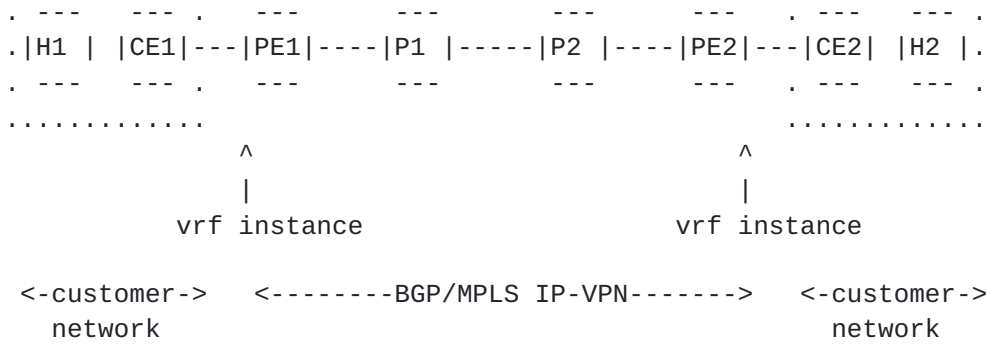 . ---   --- .   ---      ---         ---      ---   . ---   --- .
.|H1 | |CE1|---|PE1|----|P1 |-----|P2 |----|PE2|---|CE2| |H2 |.
. ---   --- .   ---      ---         ---      ---   . ---   --- .
.............                                     .............
^                               ^
|                               |
vrf instance                    vrf instance
<-customer->   <--------BGP/MPLS IP-VPN------->   <-customer->
network                                           network